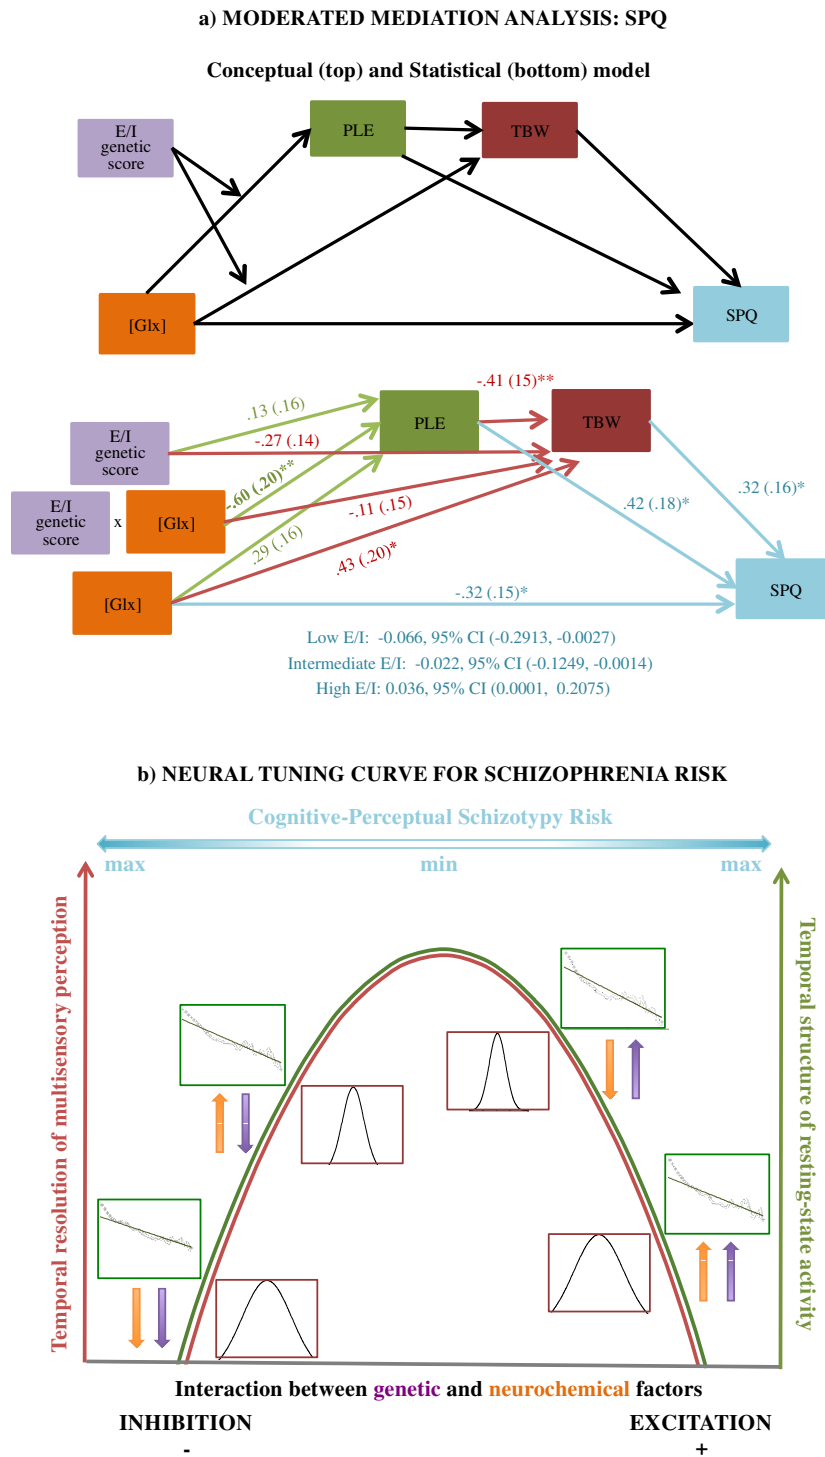 a) MODERATED MEDIATION ANALYSIS: SPQ
Conceptual (top) and Statistical (bottom) model
E/I
genetic
score
PLE
TBW
[Glx]
SPQ
-.41 (15)**
.13 (.16)
E/I
genetic
score
-.27 (.14)
PLE
TBW
-.60 (.20)**
E/I
genetic
score
x
[Glx]
-.11 (.15)
.42 (.18)*
.32 (.16)*
.29 (.16)
.43 (.20)*
[Glx]
-.32 (.15)*
SPQ
Low E/I: -0.066, 95% CI (-0.2913, -0.0027)
Intermediate E/I: -0.022, 95% CI (-0.1249, -0.0014)
High E/I: 0.036, 95% CI (0.0001, 0.2075)
b) NEURAL TUNING CURVE FOR SCHIZOPHRENIA RISK
Cognitive-Perceptual Schizotypy Risk
max
min
max
Temporal resolution of multisensory perception
Temporal structure of resting-state activity
Interaction between genetic and neurochemical factors
INHIBITION
-
EXCITATION
+